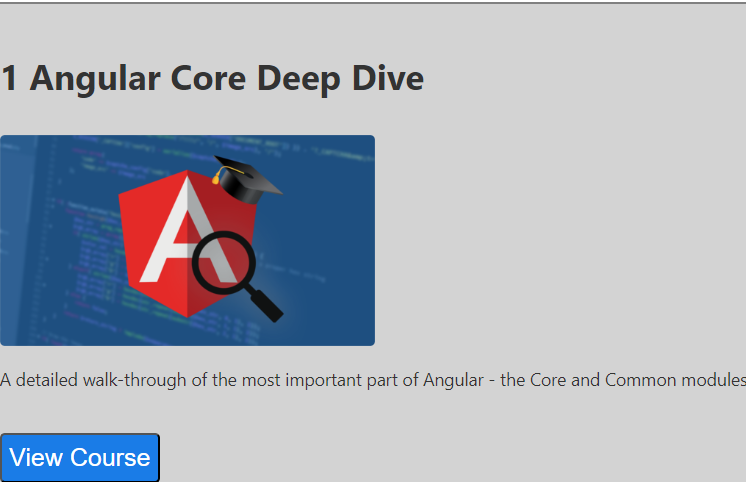 1 Angular Core Deep Dive
A
A detailed walk-through of the most important part of Angular - the Core and Common modules
View Course